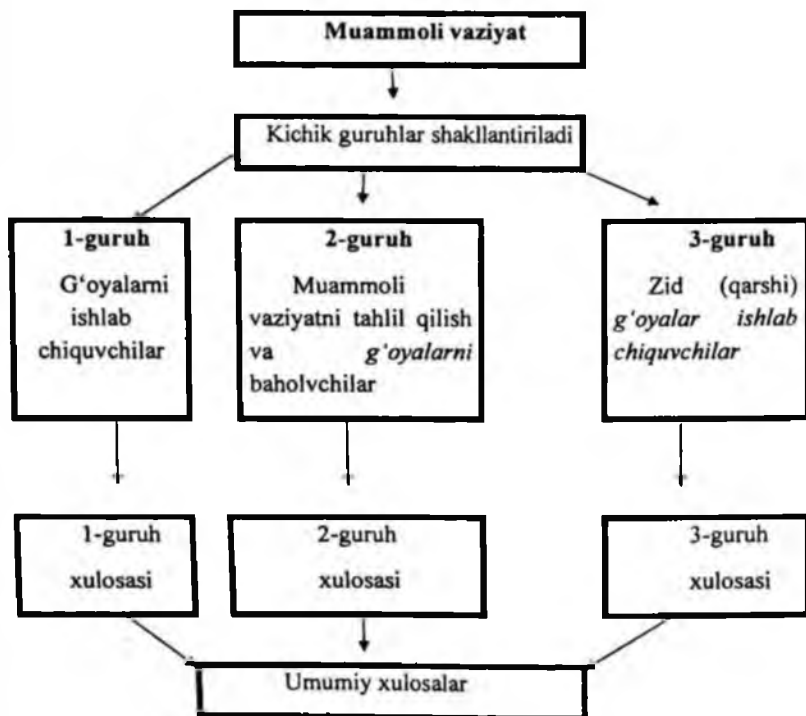 Muammoli vaziyat
Kichik guruhlar shakllantiriladi
1-guruh
G‘oyalarni
ishlab
chiquvchilar
2-guruh
Muammoli
vaziyatni tahlil qilish
va g‘oyalarni
baholvchilar
3-guruh
Zid (qarshi)
g‘oyalar ishlab
chiquvchilar
1-guruh
xulosasi
2-guruh
xulosasi
3-guruh
xulosasi
Umumiy xulosalar